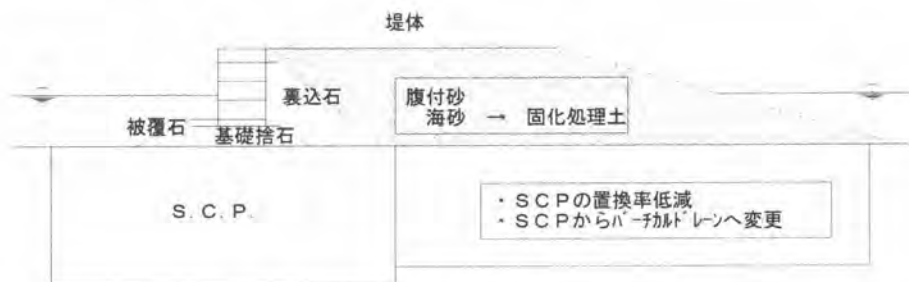 堤体
裏込石
腹付砂
海砂 → 固化処理土
被覆石
基礎捨石
S.C.P.
・SCPの置換率低減
・SCPからバーチカルドレーンへ変更